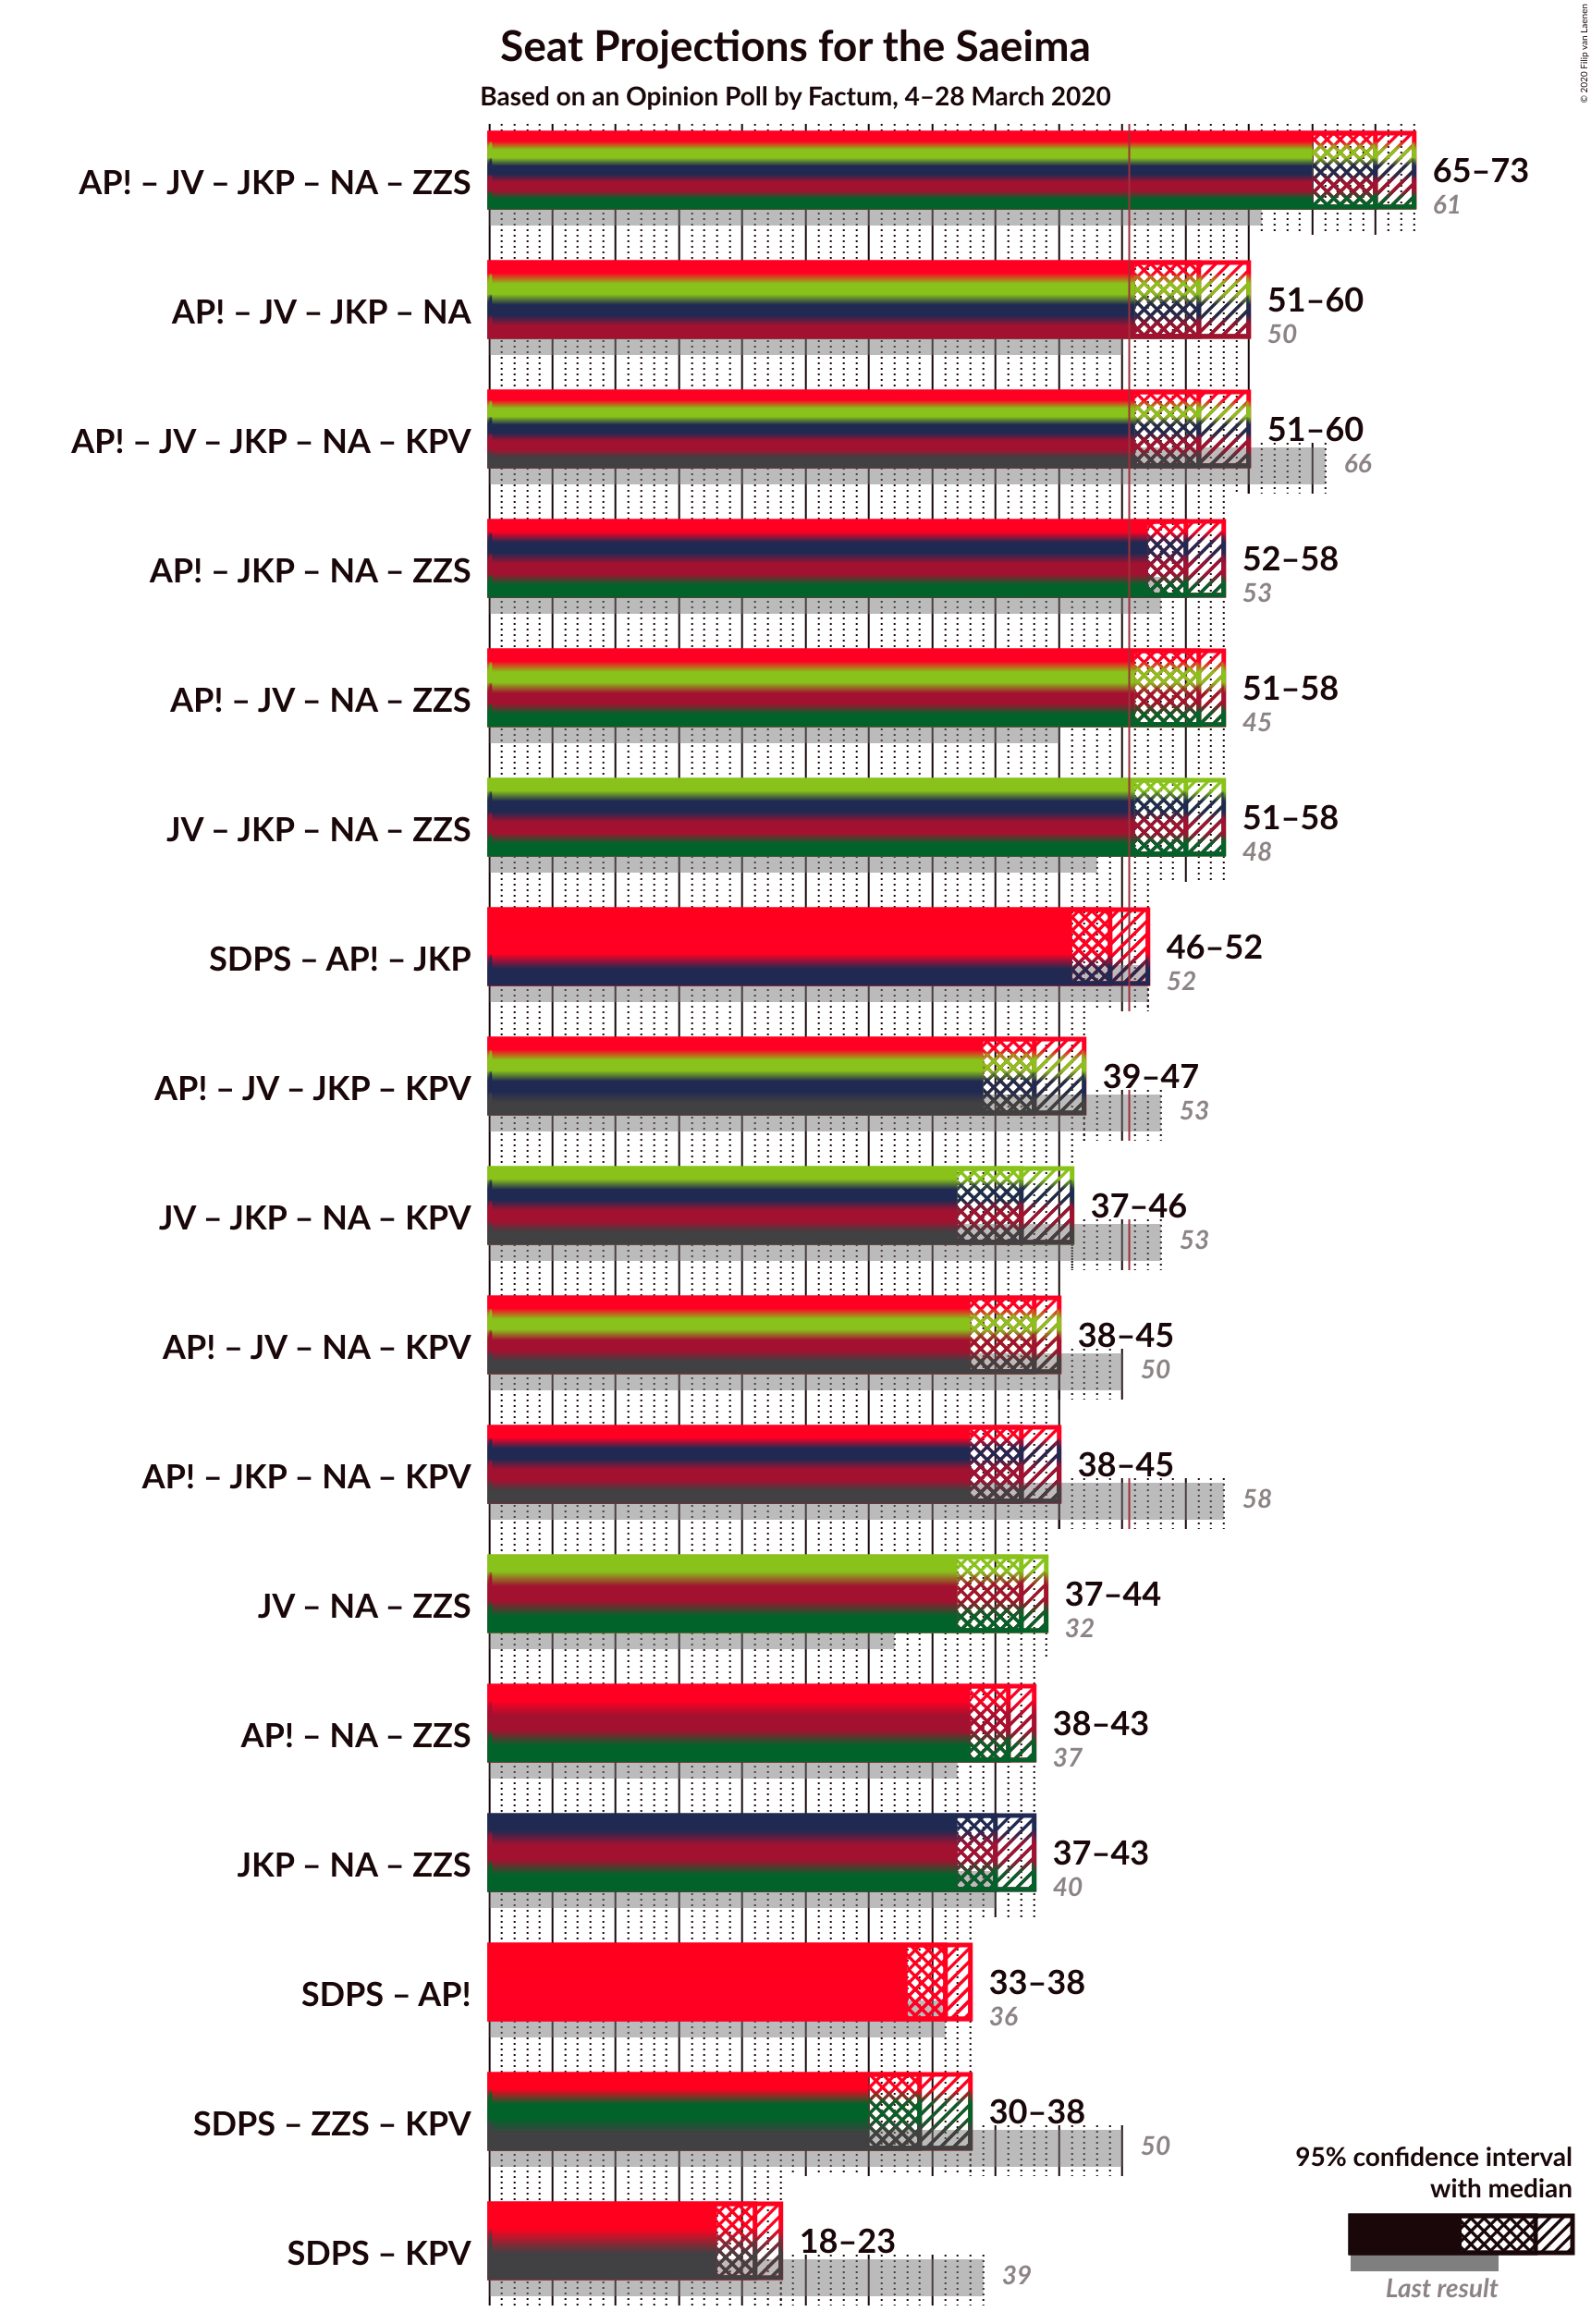 © 2020 Filip van Laenen
Seat Projections for the Saeima
Based on an Opinion Poll by Factum, 4–28 March 2020
AP! – JV – JKP – NA – ZZS
65–73
61
AP! – JV – JKP – NA
51–60
50
AP! – JV – JKP – NA – KPV
51–60
66
AP! – JKP – NA – ZZS
52–58
53
AP! – JV – NA – ZZS
51–58
45
JV – JKP – NA – ZZS
51–58
48
SDPS – AP! – JKP
46–52
52
AP! – JV – JKP – KPV
39–47
53
JV – JKP – NA – KPV
37–46
53
AP! – JV – NA – KPV
38–45
50
AP! – JKP – NA – KPV
38–45
58
JV – NA – ZZS
37–44
32
AP! – NA – ZZS
38–43
37
JKP – NA – ZZS
37–43
40
SDPS – AP!
33–38
36
SDPS – ZZS – KPV
30–38
50
SDPS – KPV
18–23
39
95% confidence interval
with median
Last result